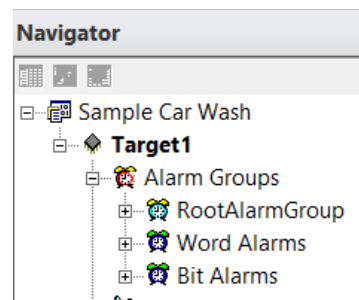 Navigator
Sample Car Wash
Target1
Alarm Groups
RootAlarmGroup
Word Alarms
Bit Alarms